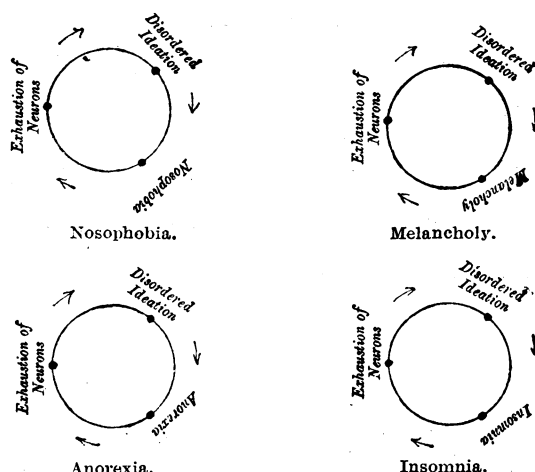 Disordered
Ideation
Exhaustion of
Neurons
Nosophobia
Nosophobia.
Disordered
Ideation
Exhaustion of
Neurons
Melancholy
Melancholy.
Disordered
Ideation
Exhaustion of
Neurons
Anorexia
Anorexia.
Disordered
Ideation
Exhaustion of
Neurons
Insomnia
Insomnia.